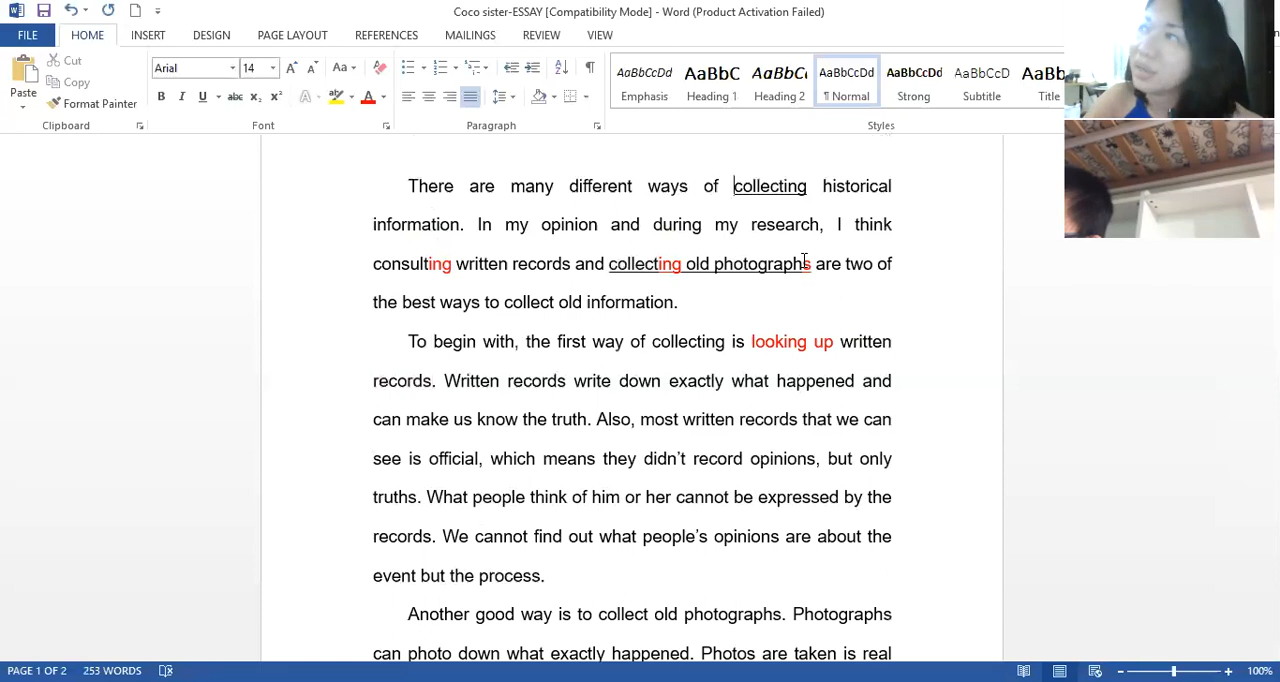 Coco sister-ESSAY [Compatibility Mode] - Word (Product Activation Failed)
FILE HOME INSERT DESIGN PAGE LAYOUT REFERENCES MAILINGS REVIEW VIEW
Cut
Copy
Format Painter
Paste
Arial 14
Clipboard Font Paragraph Styles
AaBbCcDd AaBbC AaBbCc AaBbCcDd AaBbCcDd AaBbCcD AaBb
Emphasis Heading 1 Heading 2 ¶ Normal Strong Subtitle Title
There are many different ways of collecting historical
information. In my opinion and during my research, I think
consulting written records and collecting old photographs are two of
the best ways to collect old information.
To begin with, the first way of collecting is looking up written
records. Written records write down exactly what happened and
can make us know the truth. Also, most written records that we can
see is official, which means they didn’t record opinions, but only
truths. What people think of him or her cannot be expressed by the
records. We cannot find out what people’s opinions are about the
event but the process.
Another good way is to collect old photographs. Photographs
can photo down what exactly happened. Photos are taken is real
PAGE 1 OF 2 253 WORDS 100%